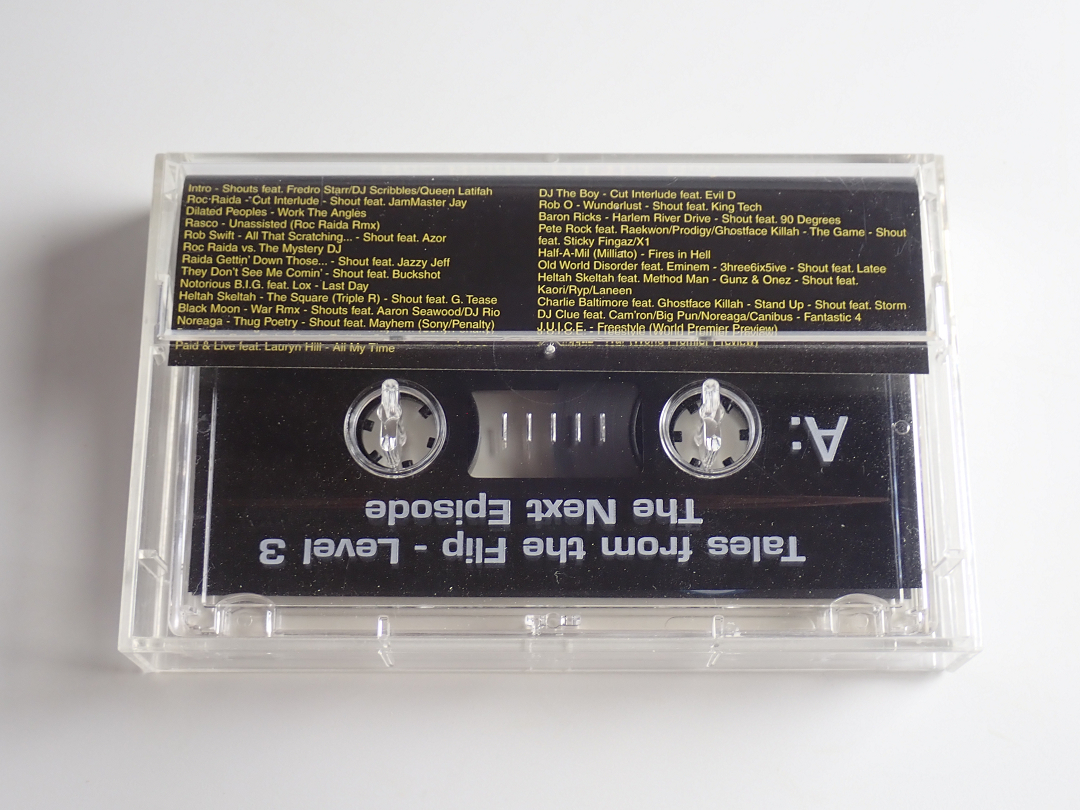 Intro - Shouts feat. Fredro Starr/DJ Scribbles/Queen Latifah
Roc Raida - Cut Interlude - Shout feat. JamMaster Jay
Dilated Peoples - Work The Angles
Rasco - Unassisted (Roc Raida Rmx)
Rob Swift - All That Scratching... - Shout feat. Azor
Roc Raida vs. The Mystery DJ
Raida Gettin' Down Those... - Shout feat. Jazzy Jeff
They Don't See Me Comin' - Shout feat. Buckshot
Notorious B.I.G. feat. Lox - Last Day
Heltah Skeltah - The Square (Triple R) - Shout feat. G. Tease
Black Moon - War Rmx - Shouts feat. Aaron Seawood/DJ Rio
Noreaga - Thug Poetry - Shout feat. Mayhem (Sony/Penalty)
Paid & Live feat. Lauryn Hill - All My Time
DJ The Boy - Cut Interlude feat. Evil D
Rob O - Wunderlust - Shout feat. King Tech
Baron Ricks - Harlem River Drive - Shout feat. 90 Degrees
Pete Rock feat. Raekwon/Prodigy/Ghostface Killah - The Game - Shout
feat. Sticky Fingaz/X1
Half-A-Mil (Milliatto) - Fires in Hell
Old World Disorder feat. Eminem - 3hree6ix5ive - Shout feat. Latee
Heltah Skeltah feat. Method Man - Gunz & Onez - Shout feat.
Kaori/Ryp/Laneen
Charlie Baltimore feat. Ghostface Killah - Stand Up - Shout feat. Storm
DJ Clue feat. Cam'ron/Big Pun/Noreaga/Canibus - Fantastic 4
J.U.I.C.E. - Freestyle (World Premier Preview)
A:
Tales from the Flip - Level 3
The Next Episode